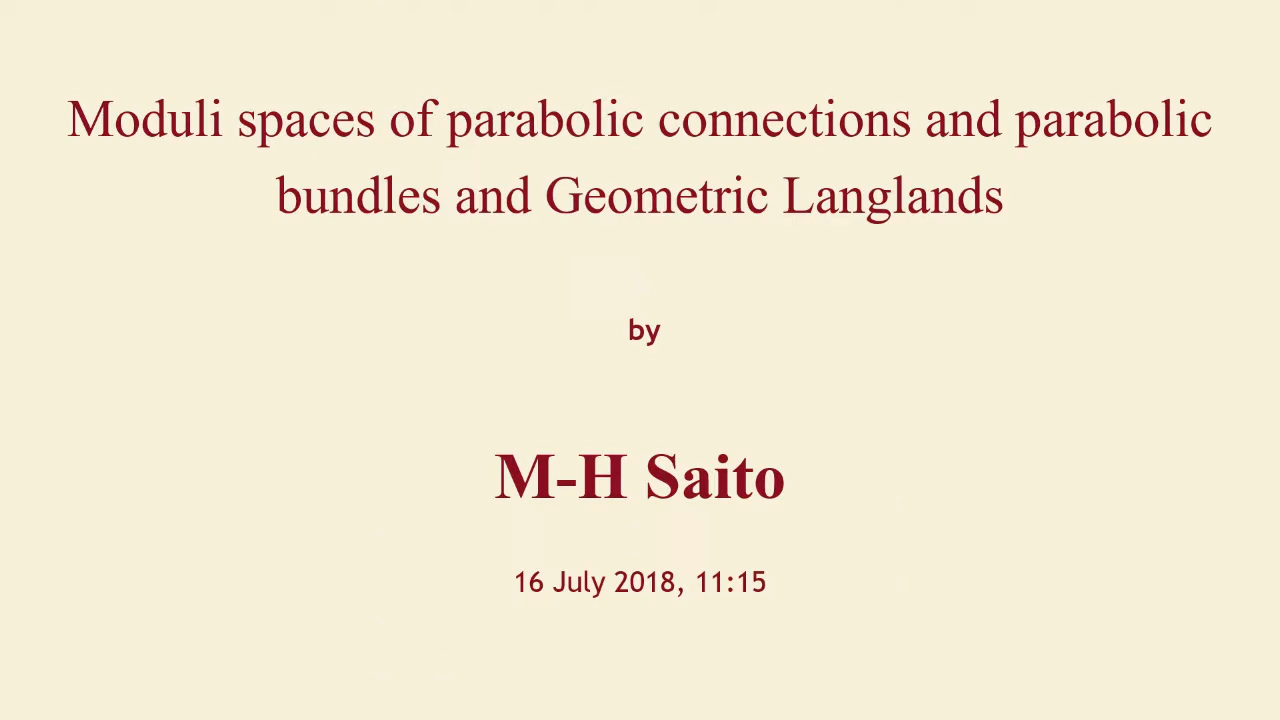 Moduli spaces of parabolic connections and parabolic
bundles and Geometric Langlands
by
M-H Saito
16 July 2018, 11:15